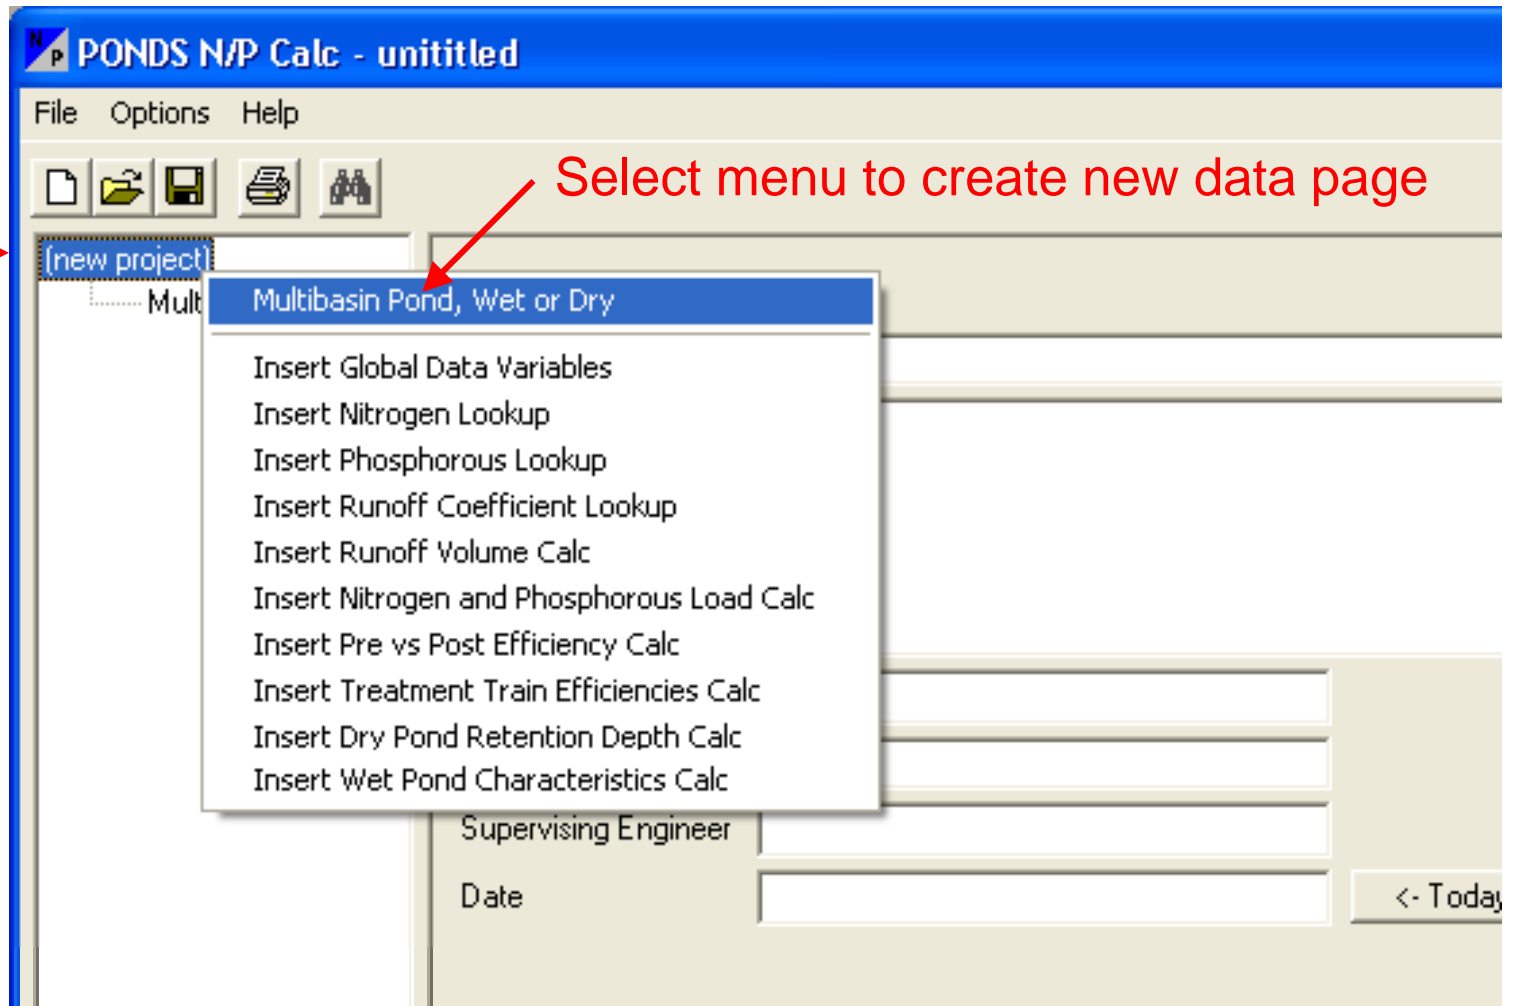 N P PONDS N/P Calc - unititled
File Options Help
Select menu to create new data page
(new project)
Mult
Multibasin Pond, Wet or Dry
Insert Global Data Variables
Insert Nitrogen Lookup
Insert Phosphorous Lookup
Insert Runoff Coefficient Lookup
Insert Runoff Volume Calc
Insert Nitrogen and Phosphorous Load Calc
Insert Pre vs Post Efficiency Calc
Insert Treatment Train Efficiencies Calc
Insert Dry Pond Retention Depth Calc
Insert Wet Pond Characteristics Calc
Supervising Engineer
Date
<- Today